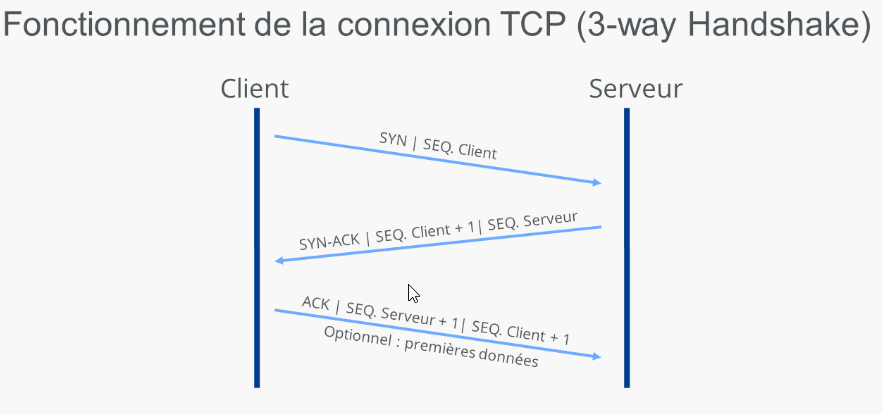 Fonctionnement de la connexion TCP (3-way Handshake)
Client
Serveur
SYN | SEQ. Client
SYN-ACK | SEQ. Client + 1| SEQ. Serveur
ACK | SEQ. Serveur + 1| SEQ. Client + 1
Optionnel : premières données